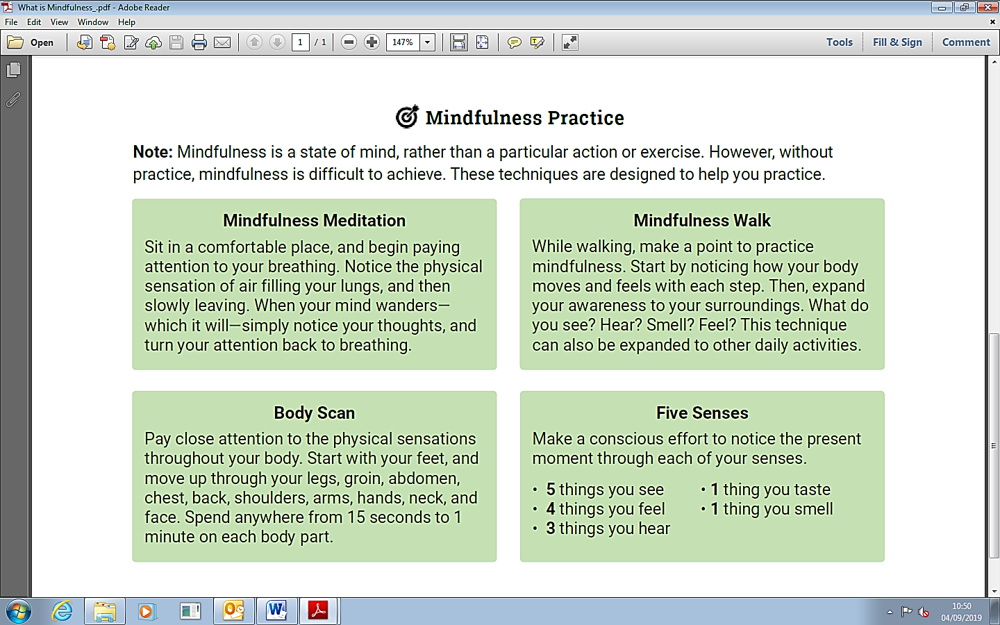 What is Mindfulness_.pdf - Adobe Reader
File Edit View Window Help
Open 1 / 1 147% Tools Fill & Sign Comment
Mindfulness Practice
Note: Mindfulness is a state of mind, rather than a particular action or exercise. However, without
practice, mindfulness is difficult to achieve. These techniques are designed to help you practice.
Mindfulness Meditation
Sit in a comfortable place, and begin paying
attention to your breathing. Notice the physical
sensation of air filling your lungs, and then
slowly leaving. When your mind wanders—
which it will—simply notice your thoughts, and
turn your attention back to breathing.
Mindfulness Walk
While walking, make a point to practice
mindfulness. Start by noticing how your body
moves and feels with each step. Then, expand
your awareness to your surroundings. What do
you see? Hear? Smell? Feel? This technique
can also be expanded to other daily activities.
Body Scan
Pay close attention to the physical sensations
throughout your body. Start with your feet, and
move up through your legs, groin, abdomen,
chest, back, shoulders, arms, hands, neck, and
face. Spend anywhere from 15 seconds to 1
minute on each body part.
Five Senses
Make a conscious effort to notice the present
moment through each of your senses.
• 5 things you see
• 4 things you feel
• 3 things you hear
• 1 thing you taste
• 1 thing you smell
10:50
04/09/2019